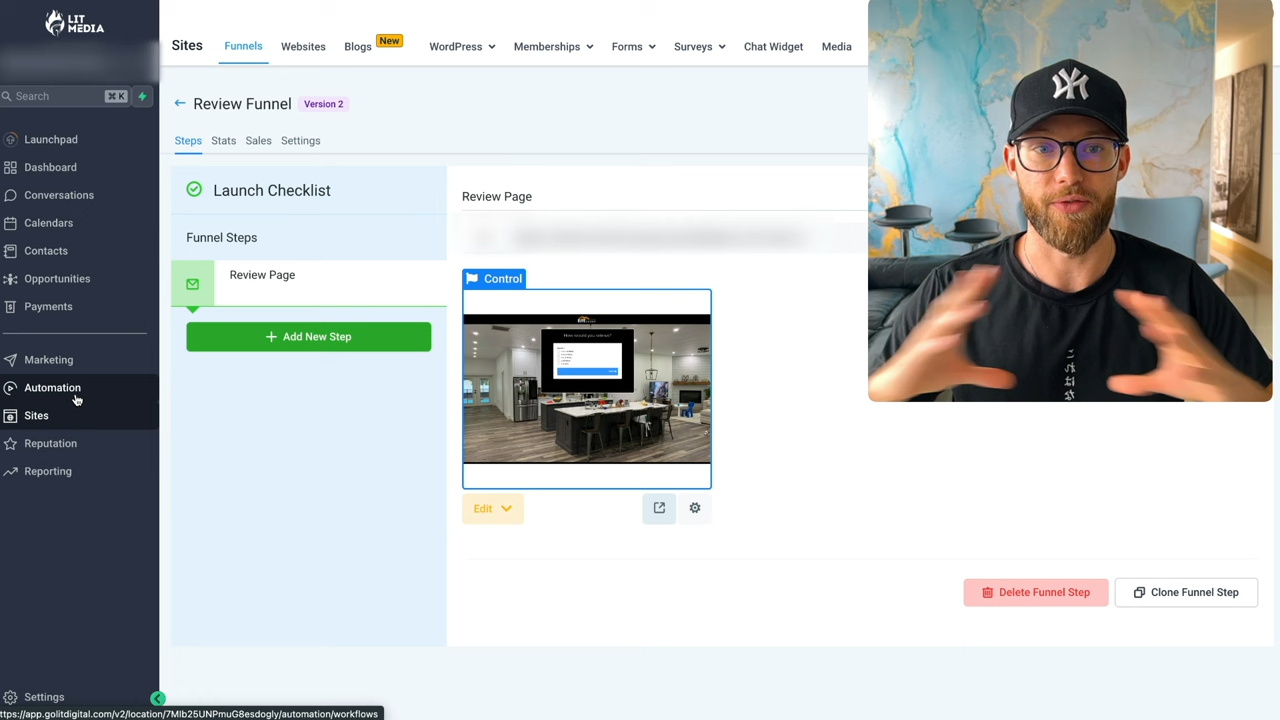 LIT
MEDIA
Search
⌘K
Launchpad
Dashboard
Conversations
Calendars
Contacts
Opportunities
Payments
Marketing
Automation
Sites
Reputation
Reporting
Settings
ttps://app.golitdigital.com/v2/location/7MIb25UNPmuG8esdogly/automation/workflows
Sites
Funnels
Websites
Blogs
New
WordPress
Memberships
Forms
Surveys
Chat Widget
Media
← Review Funnel
Version 2
Steps
Stats
Sales
Settings
Launch Checklist
Funnel Steps
Review Page
+ Add New Step
Review Page
Control
Edit
Delete Funnel Step
Clone Funnel Step